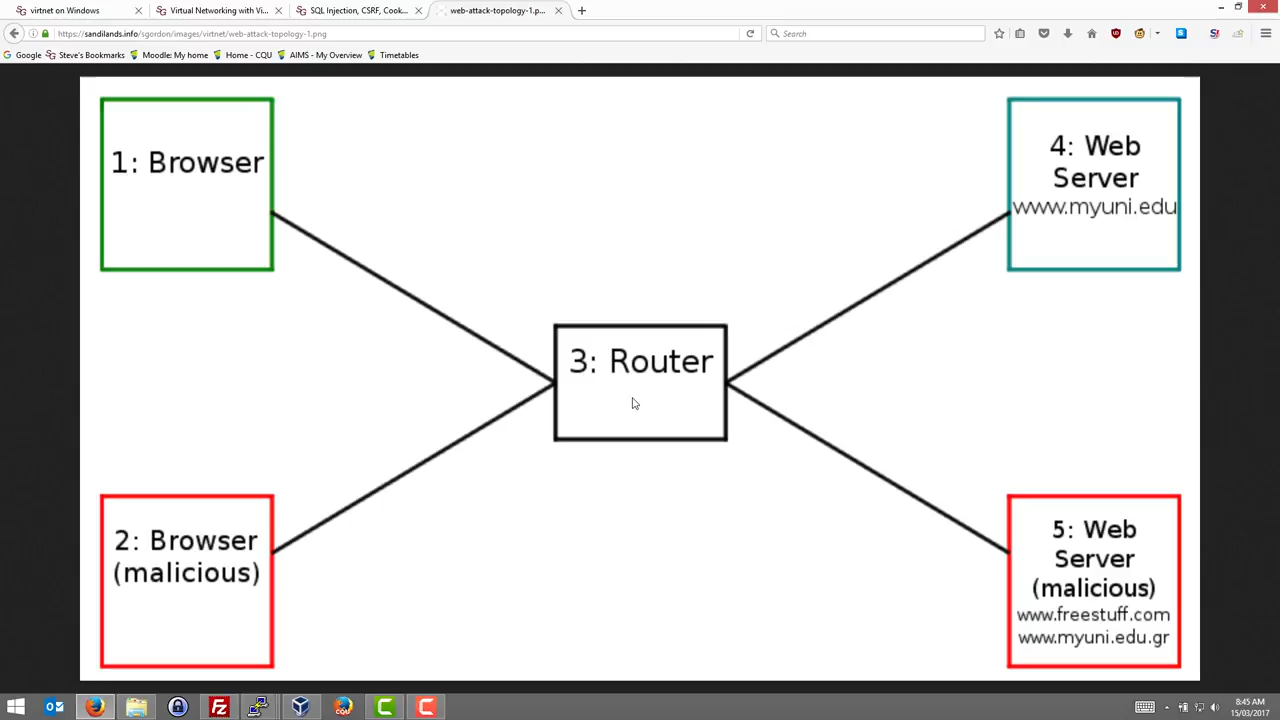 virtnet on Windows
Virtual Networking with Vi...
SQL Injection, CSRF, Cook...
web-attack-topology-1.p...
https://sandilands.info/sgordon/images/virtnet/web-attack-topology-1.png
Search
Google
Steve's Bookmarks
Moodle: My home
Home - CQU
AIMS - My Overview
Timetables
1: Browser
4: Web
Server
www.myuni.edu
3: Router
2: Browser
(malicious)
5: Web
Server
(malicious)
www.freestuff.com
www.myuni.edu.gr
8:45 AM
15/03/2017